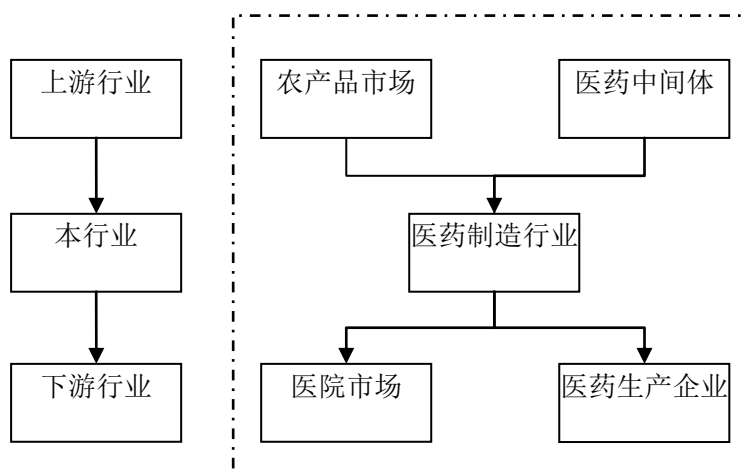 上游行业
农产品市场
医药中间体
本行业
医药制造行业
下游行业
医院市场
医药生产企业